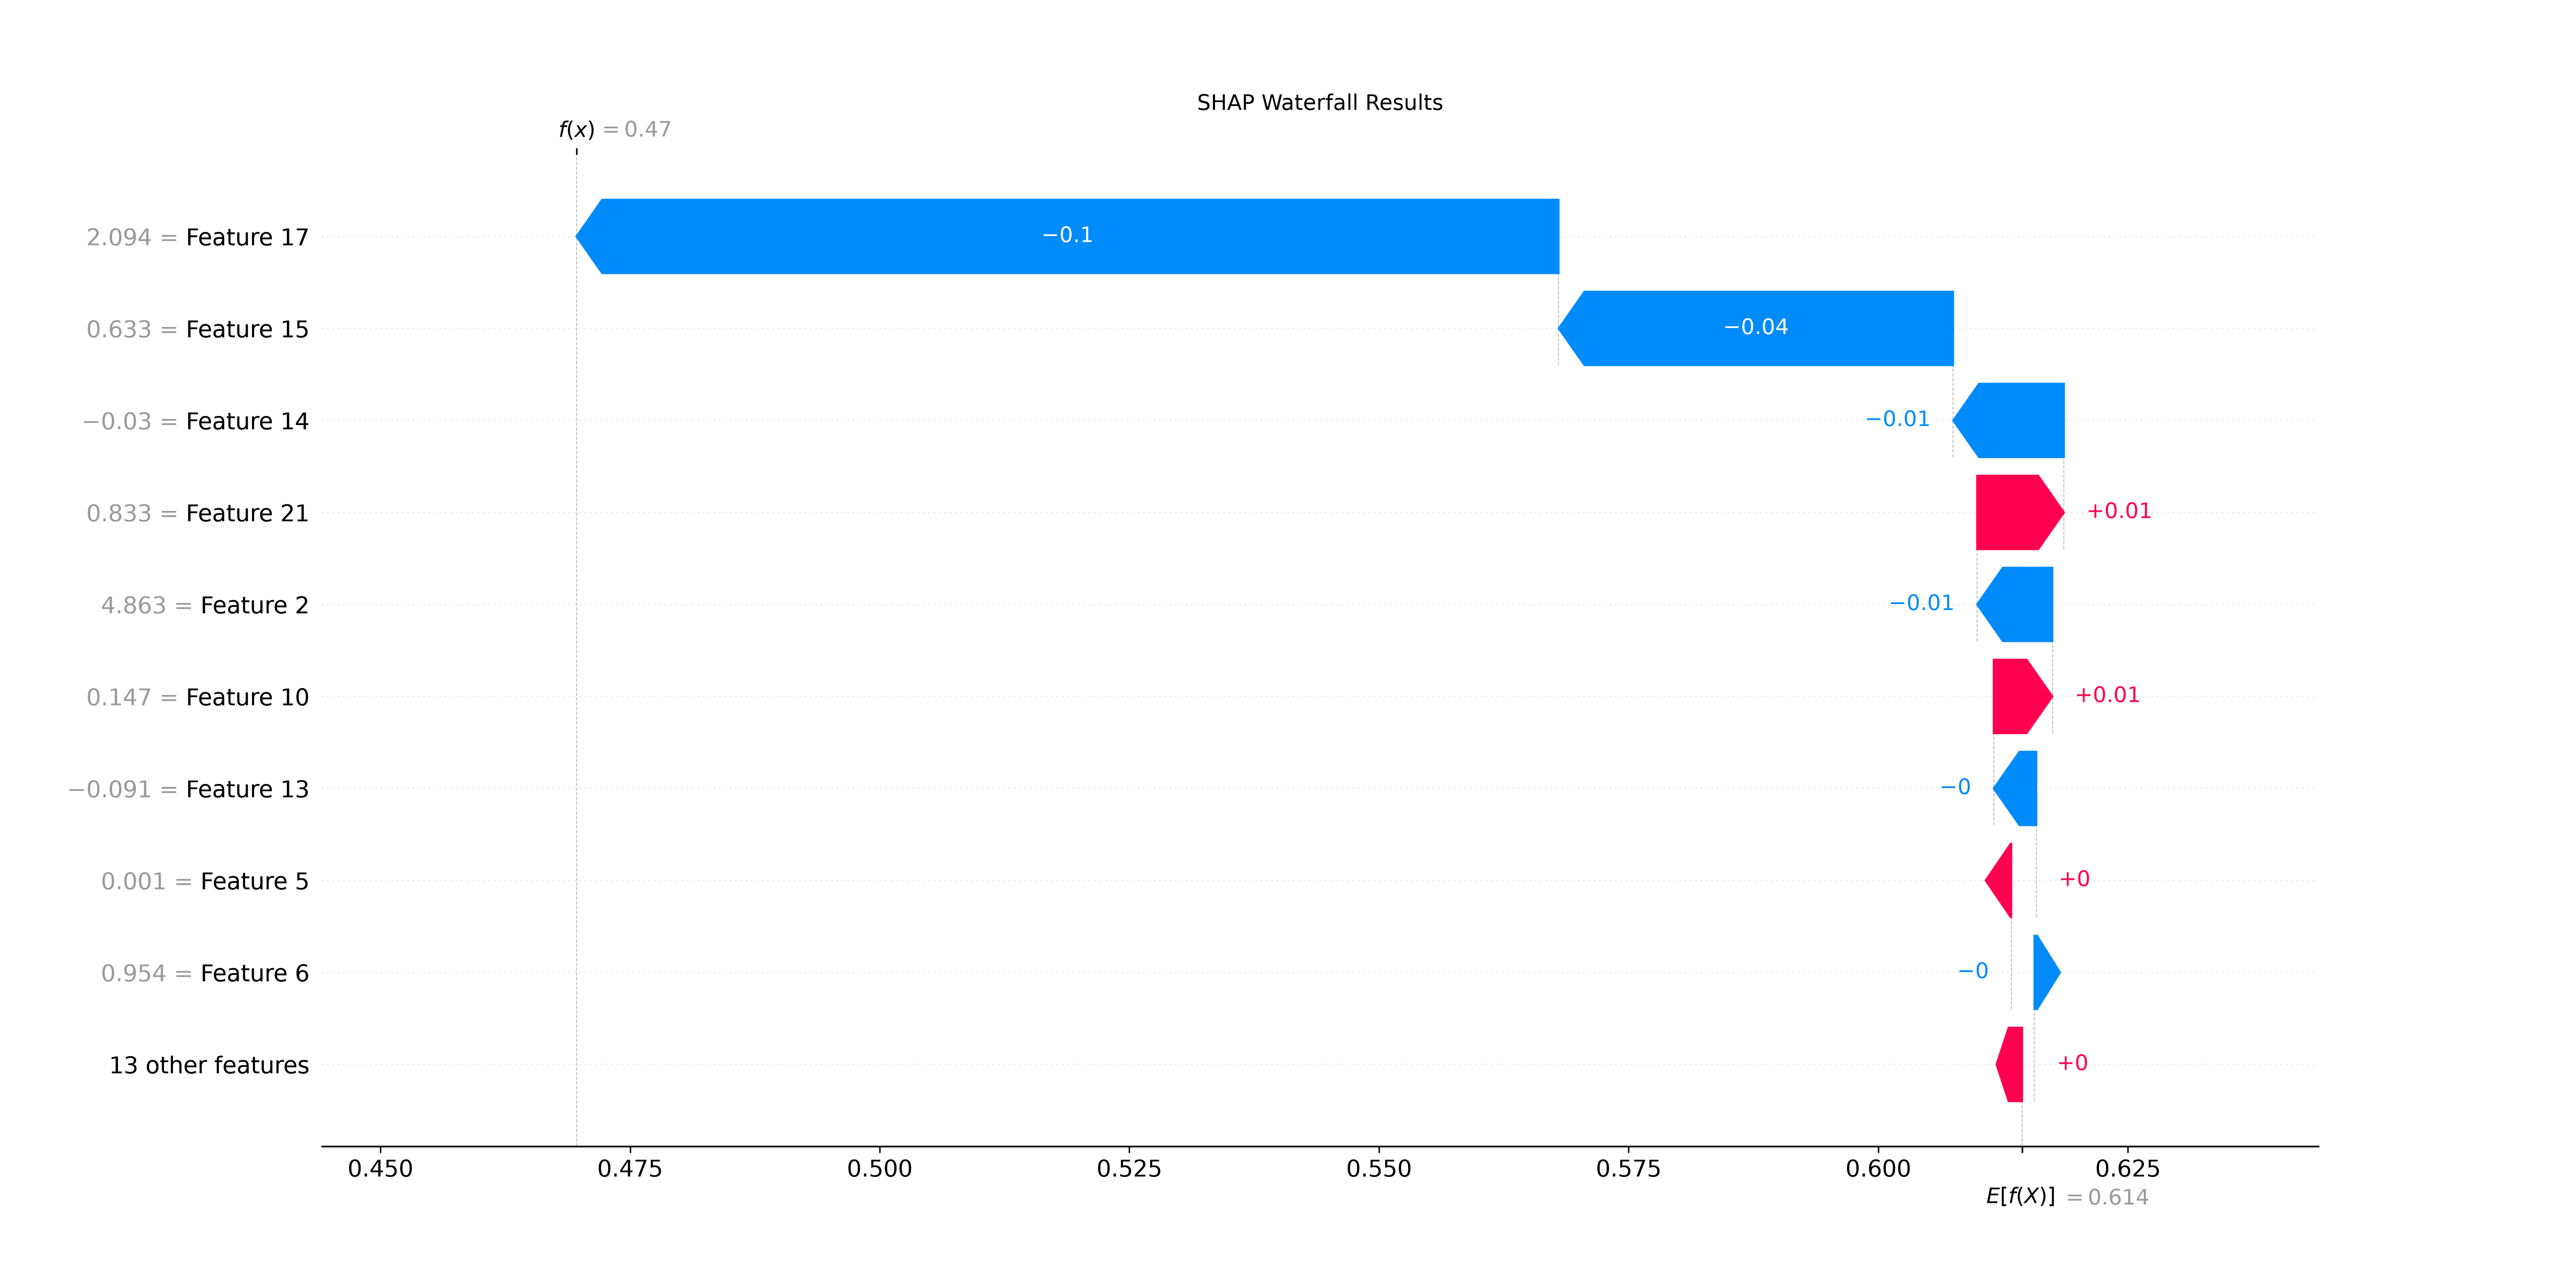 SHAP Waterfall Results
f(x) = 0.47
2.094 = Feature 17
−0.1
0.633 = Feature 15
−0.04
−0.03 = Feature 14
−0.01
0.833 = Feature 21
+0.01
4.863 = Feature 2
−0.01
0.147 = Feature 10
+0.01
−0.091 = Feature 13
−0
0.001 = Feature 5
+0
0.954 = Feature 6
−0
13 other features
+0
0.450 0.475 0.500 0.525 0.550 0.575 0.600 0.625
E[f(X)] = 0.614